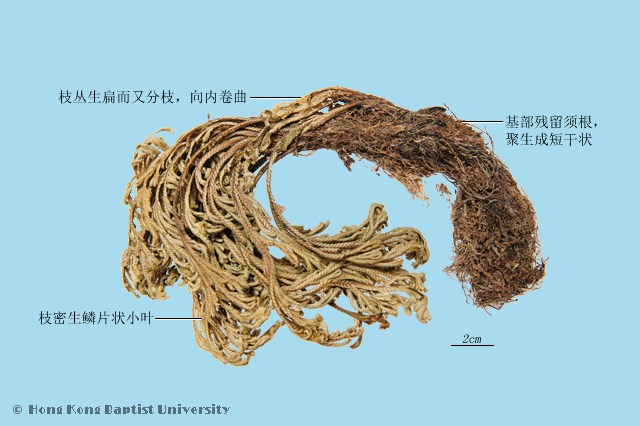 枝丛生扁而又分枝，向内卷曲
基部残留须根，
聚生成短干状
枝密生鳞片状小叶
2cm
© Hong Kong Baptist University